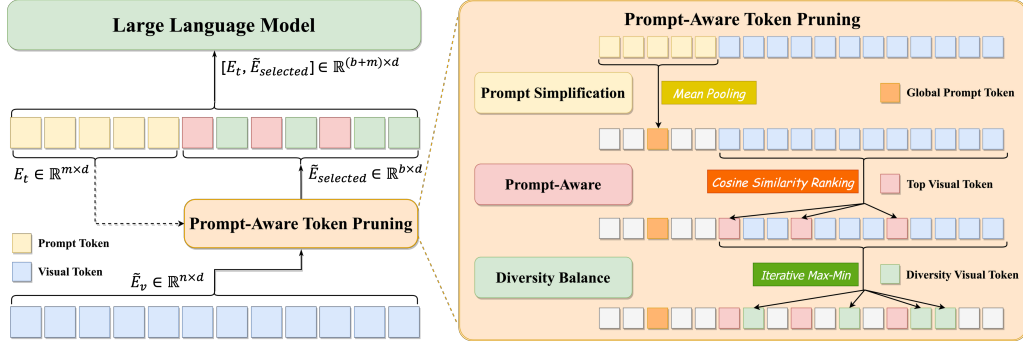 Large Language Model
[E_t, Ẽ_selected] ∈ ℝ^(b+m)×d
E_t ∈ ℝ^m×d
Ẽ_selected ∈ ℝ^b×d
Prompt-Aware Token Pruning
Prompt Token
Visual Token
Ẽ_v ∈ ℝ^n×d
Prompt-Aware Token Pruning
Prompt Simplification
Mean Pooling
Global Prompt Token
Prompt-Aware
Cosine Similarity Ranking
Top Visual Token
Diversity Balance
Iterative Max-Min
Diversity Visual Token